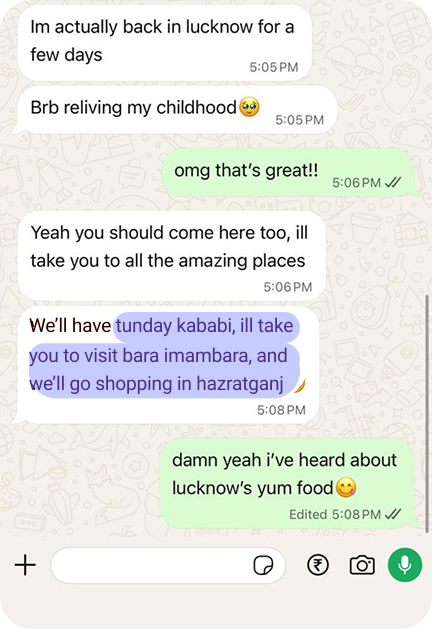 Im actually back in lucknow for a
few days
5:05 PM
Brb reliving my childhood🥹
5:05 PM
omg that's great!!
5:06 PM
Yeah you should come here too, ill
take you to all the amazing places
5:06 PM
We'll have tunday kababi, ill take
you to visit bara imambara, and
we'll go shopping in hazratganj
5:08 PM
damn yeah i've heard about
lucknow's yum food😋
Edited 5:08 PM
₹